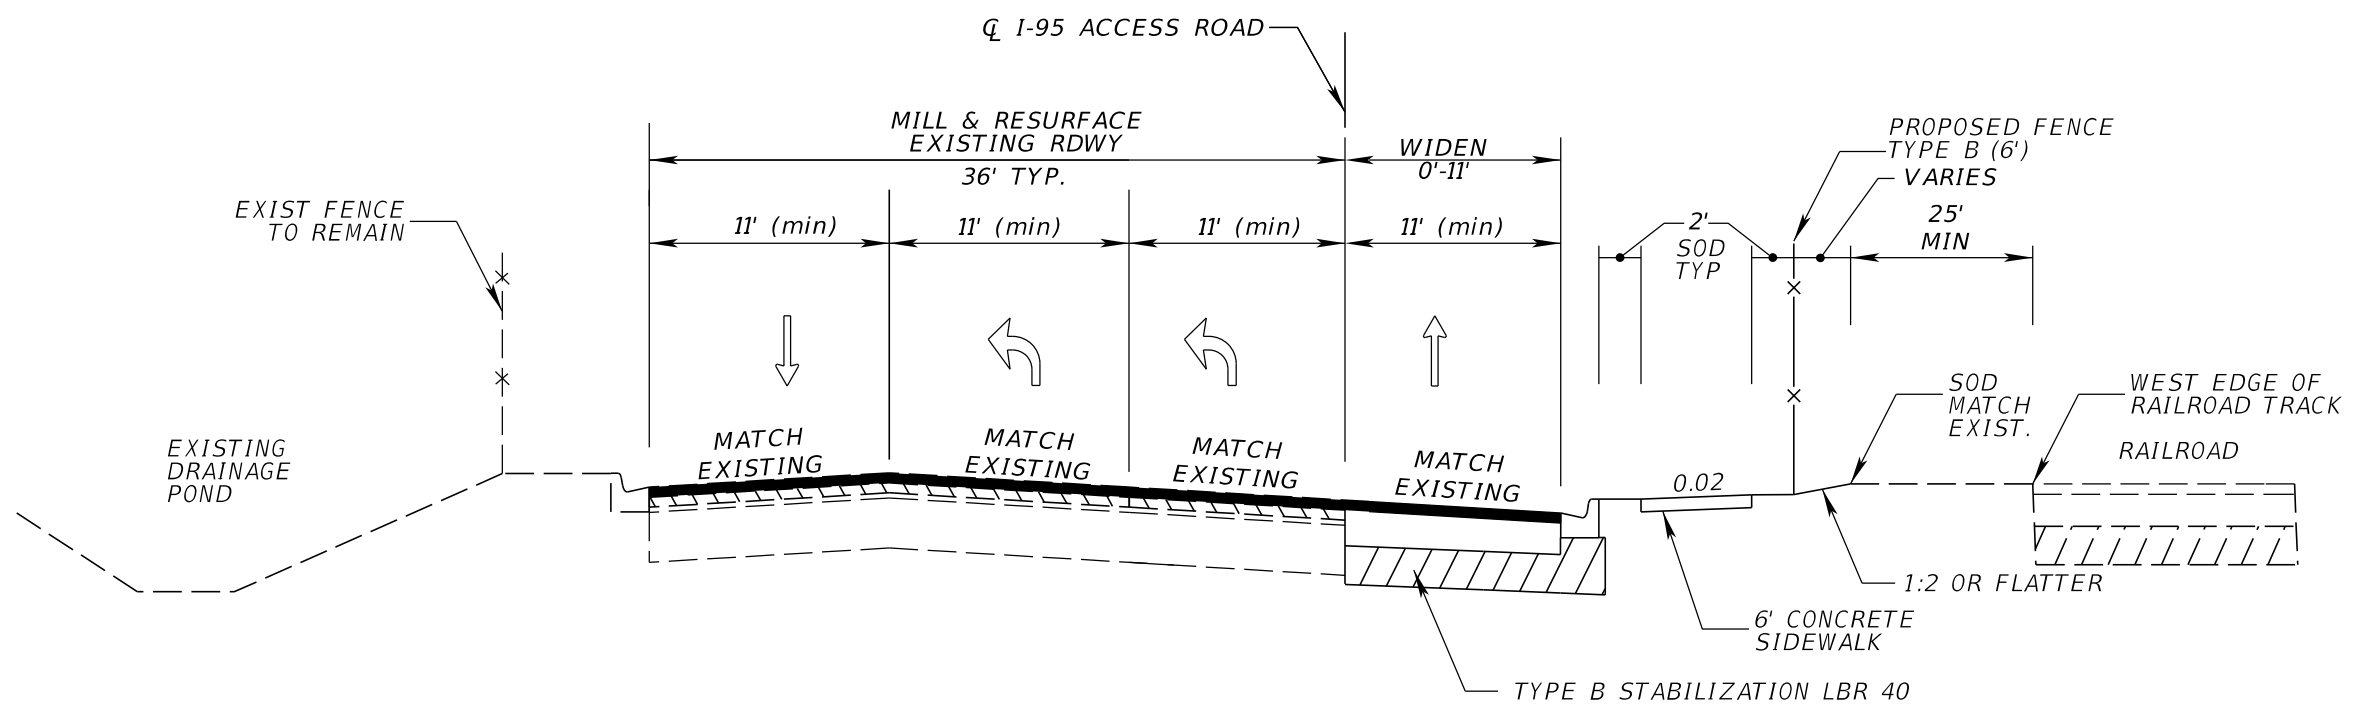 ℄ I-95 ACCESS ROAD
MILL & RESURFACE
EXISTING RDWY
36' TYP.
WIDEN
0'-11'
PROPOSED FENCE
TYPE B (6')
VARIES
EXIST FENCE
TO REMAIN
11' (min)
11' (min)
11' (min)
11' (min)
2'
SOD
TYP
25'
MIN
EXISTING
DRAINAGE
POND
MATCH
EXISTING
MATCH
EXISTING
MATCH
EXISTING
MATCH
EXISTING
0.02
SOD
MATCH
EXIST.
WEST EDGE OF
RAILROAD TRACK
RAILROAD
1:2 OR FLATTER
6' CONCRETE
SIDEWALK
TYPE B STABILIZATION LBR 40